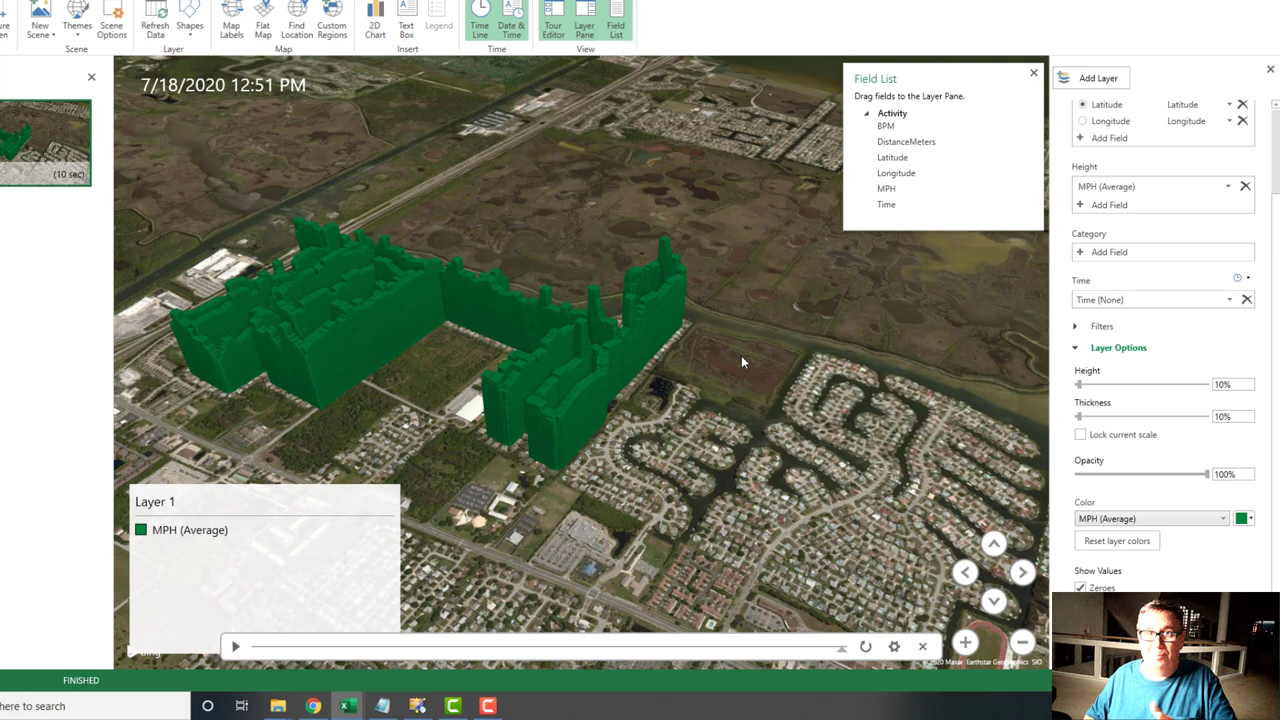 New
Scene
Themes
Scene
Options
Refresh
Data
Shapes
Map
Labels
Flat
Map
Find
Location
Custom
Regions
2D
Chart
Text
Box
Legend
Time
Line
Date &
Time
Tour
Editor
Layer
Pane
Field
List
Scene
Layer
Map
Insert
Time
View
(10 sec)
7/18/2020 12:51 PM
Field List
Drag fields to the Layer Pane.
Activity
BPM
DistanceMeters
Latitude
Longitude
MPH
Time
Add Layer
Latitude Latitude
Longitude Longitude
Add Field
Height
MPH (Average)
Add Field
Category
Add Field
Time
Time (None)
Filters
Layer Options
Height
10%
Thickness
10%
Lock current scale
Opacity
100%
Color
MPH (Average)
Reset layer colors
Show Values
Zeroes
Layer 1
MPH (Average)
© 2020 Maxar Earthstar Geographics SIO
FINISHED
here to search